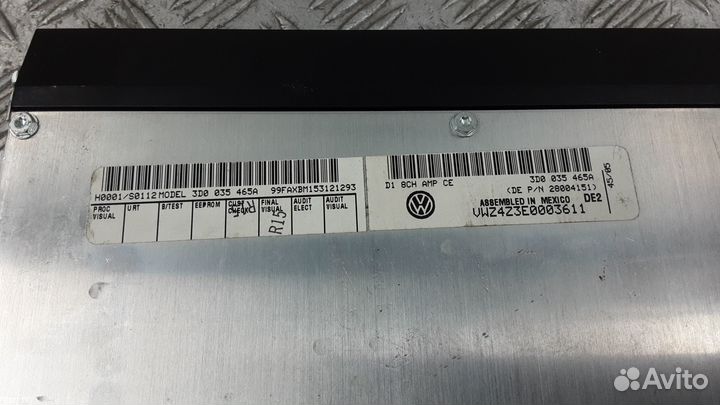 H0001/S0112 MODEL 3D0 035 465A 99FAXBM153121293
PROC VISUAL
URT
B/TEST
EEPROM
FINAL VISUAL
AUDIT ELECT
AUDIT VISUAL
R15
D1 8CH AMP CE 3D0 035 465A
(DE P/N 28004151)
ASSEMBLED IN MEXICO DE2
VWZ4Z3E0003611
45/05
Avito